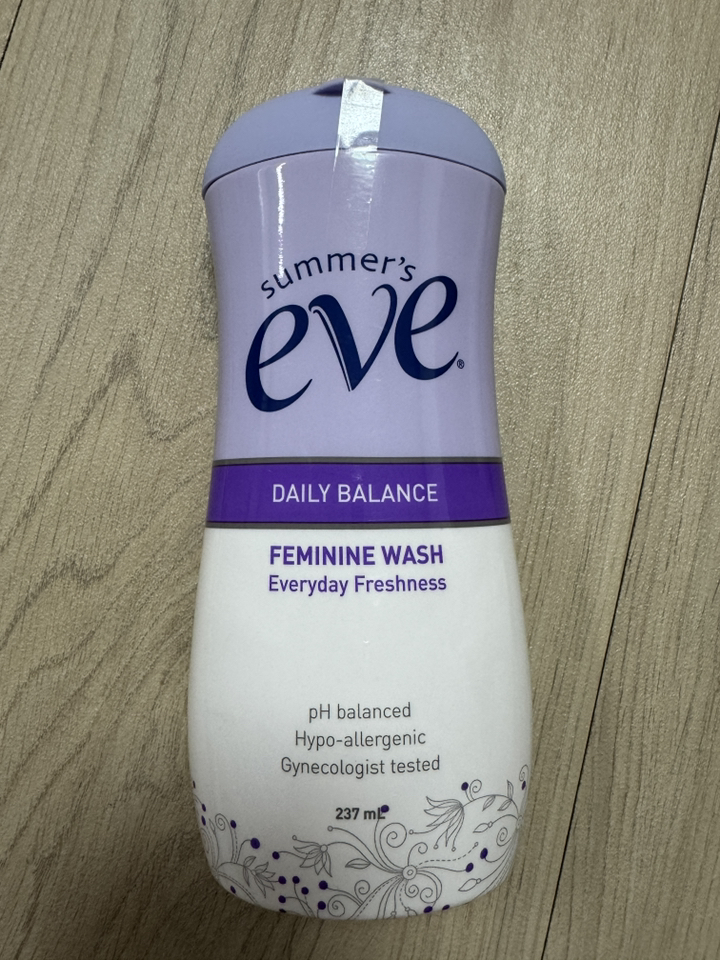 summer's
eve®
DAILY BALANCE
FEMININE WASH
Everyday Freshness
pH balanced
Hypo-allergenic
Gynecologist tested
237 mL